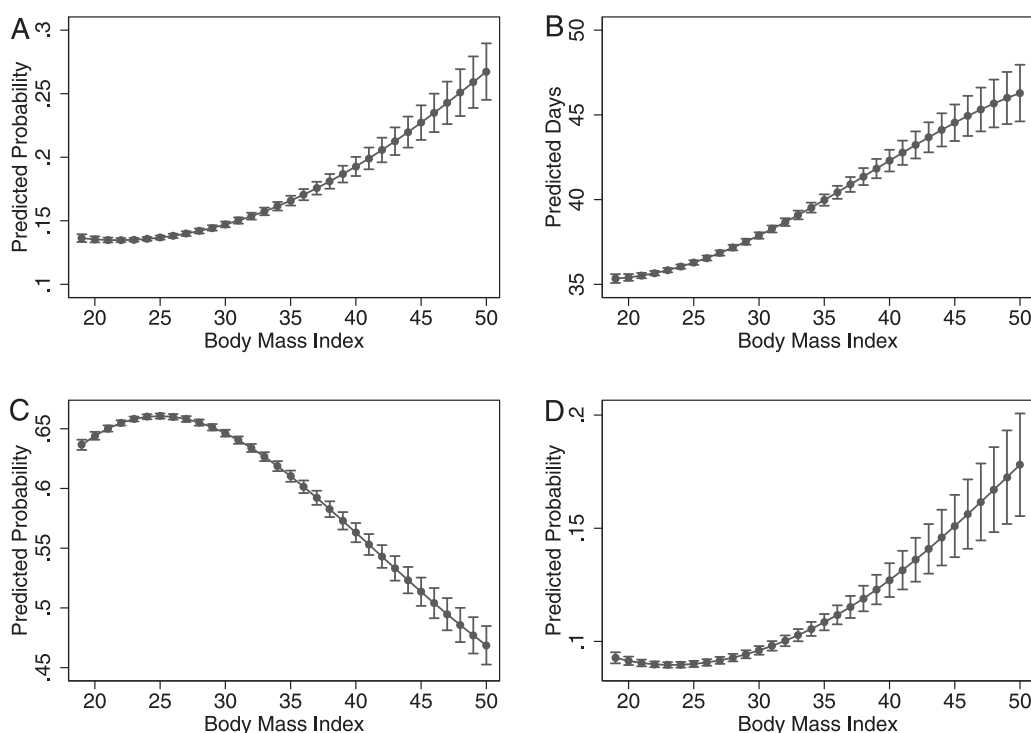 A
Predicted Probability
.3
.25
.2
.15
.1
20 25 30 35 40 45 50
Body Mass Index
B
Predicted Days
50
45
40
35
20 25 30 35 40 45 50
Body Mass Index
C
Predicted Probability
.65
.6
.55
.5
.45
20 25 30 35 40 45 50
Body Mass Index
D
Predicted Probability
.2
.15
.1
20 25 30 35 40 45 50
Body Mass Index